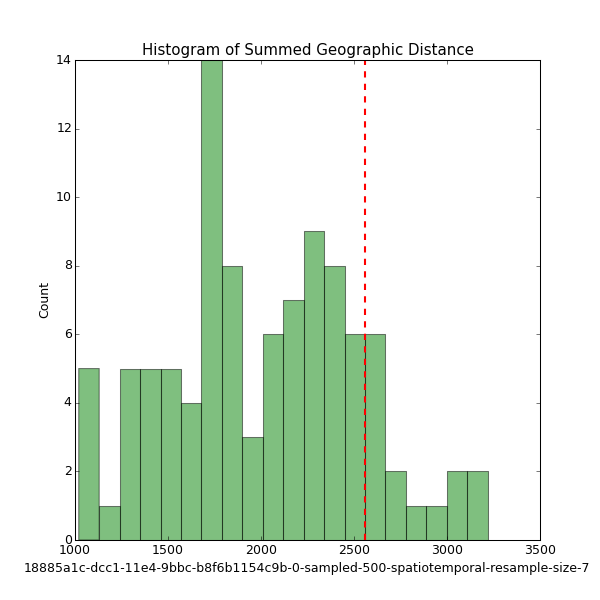 Histogram of Summed Geographic Distance
14
12
10
8
6
4
2
0
Count
1000 1500 2000 2500 3000 3500
18885a1c-dcc1-11e4-9bbc-b8f6b1154c9b-0-sampled-500-spatiotemporal-resample-size-7